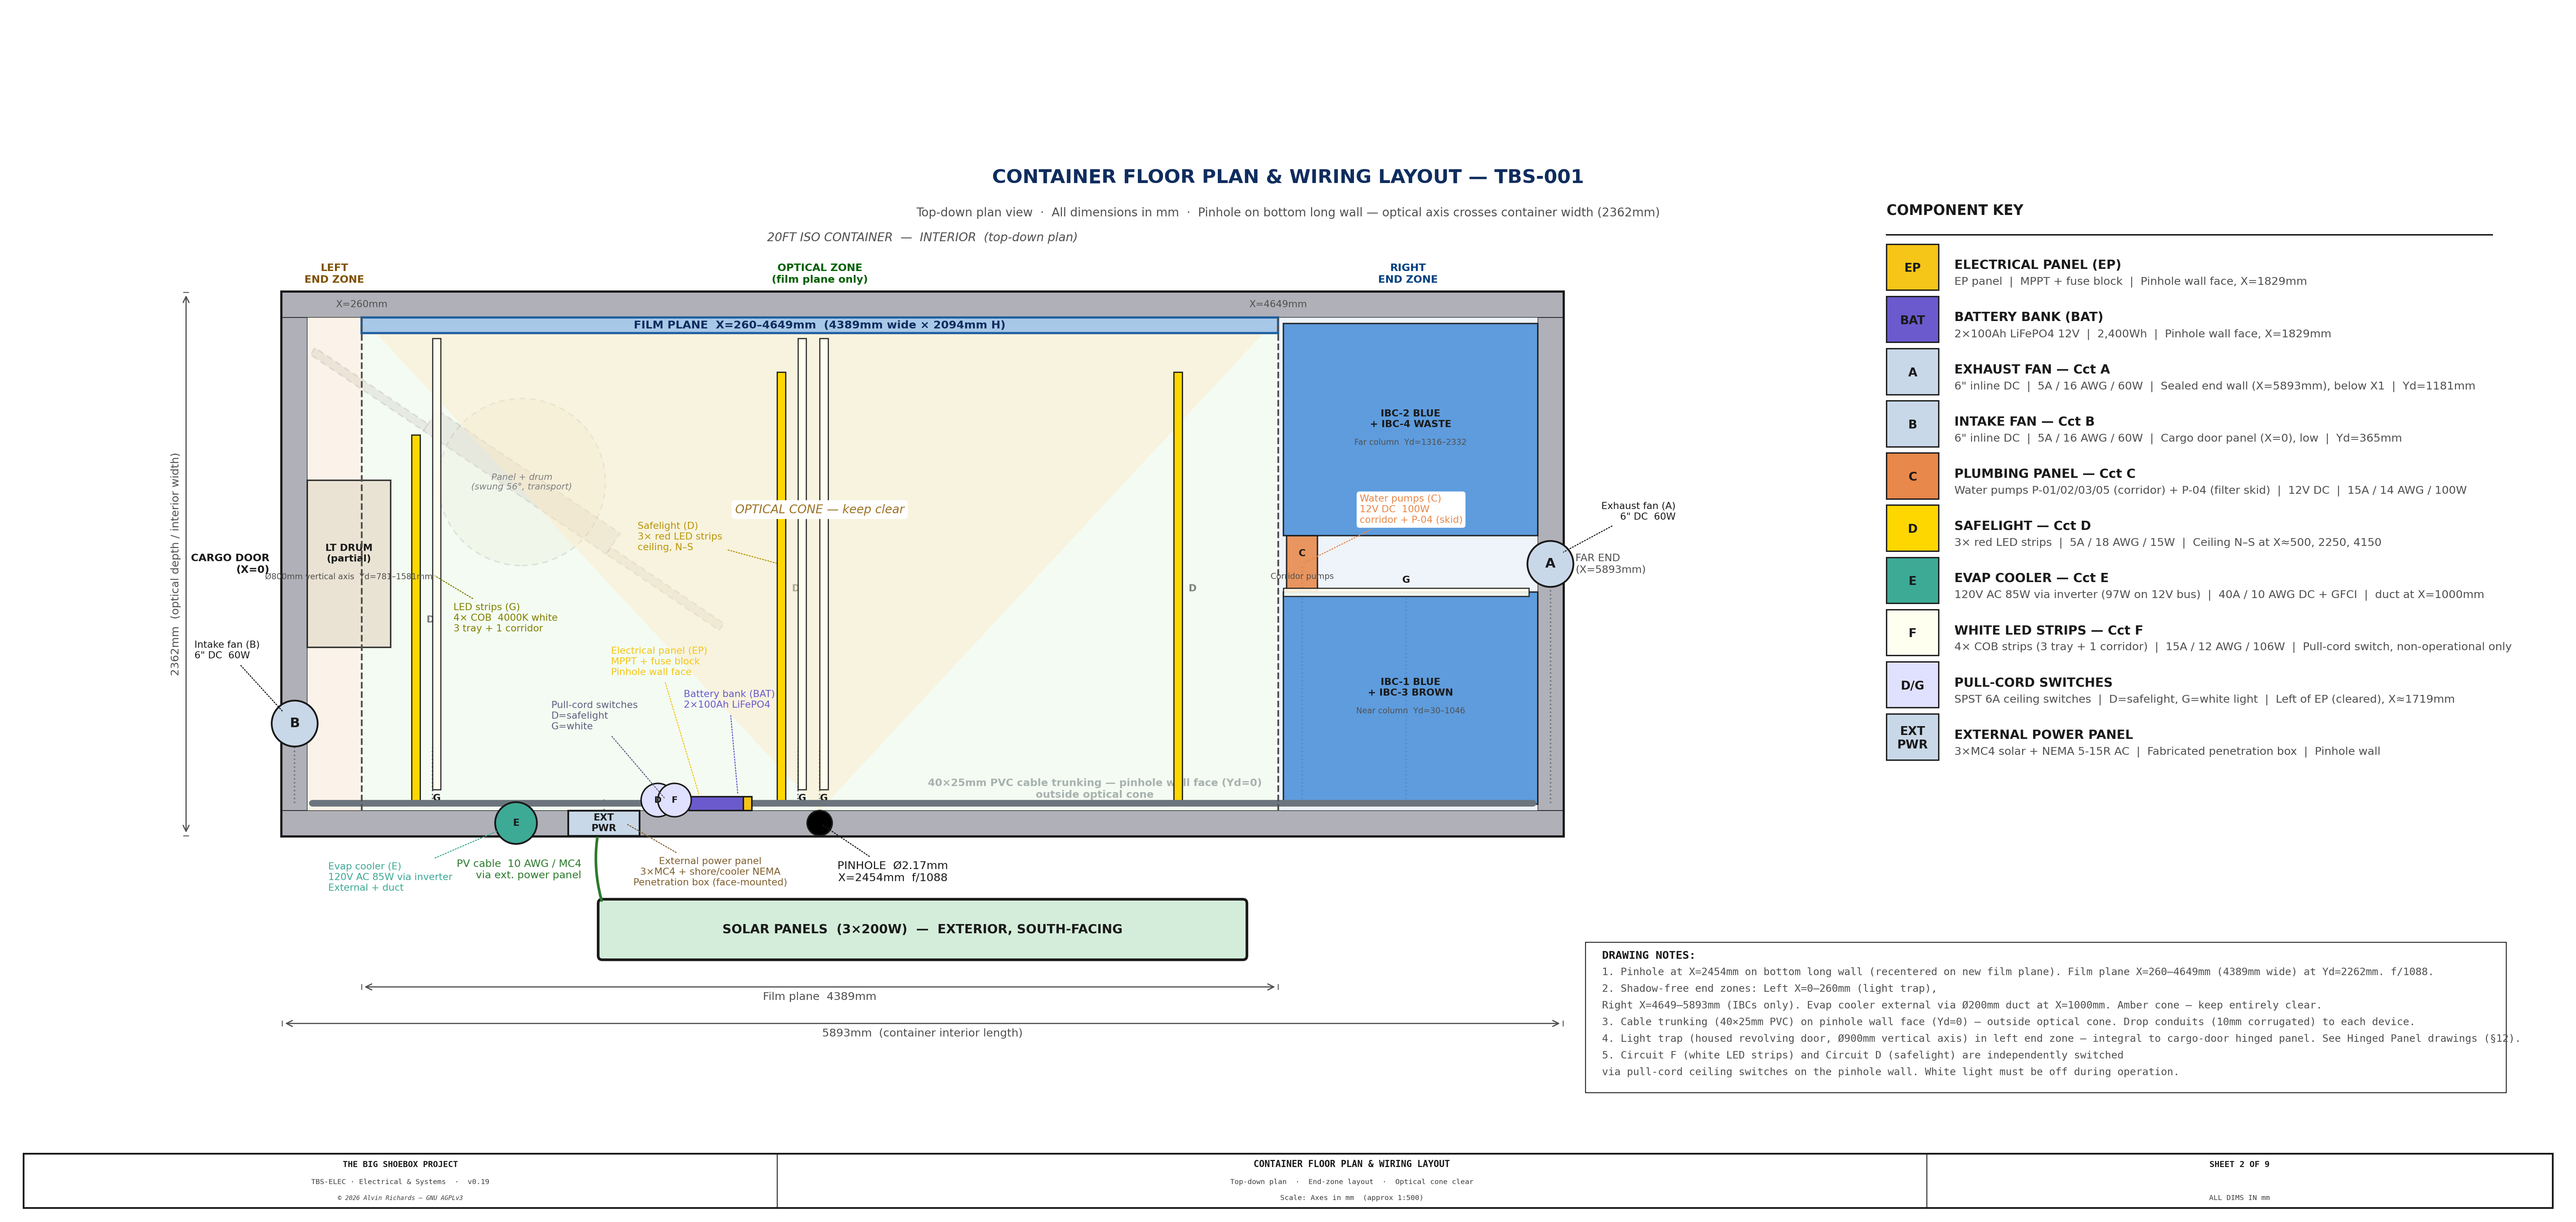 CONTAINER FLOOR PLAN & WIRING LAYOUT — TBS-001
Top-down plan view · All dimensions in mm · Pinhole on bottom long wall — optical axis crosses container width (2362mm)
20FT ISO CONTAINER — INTERIOR (top-down plan)
LEFT
END ZONE
OPTICAL ZONE
(film plane only)
RIGHT
END ZONE
X=260mm
X=4649mm
FILM PLANE X=260–4649mm (4389mm wide × 2094mm H)
2362mm (optical depth / interior width)
Panel + drum
(swung 56°, transport)
OPTICAL CONE — keep clear
IBC-2 BLUE
+ IBC-4 WASTE
Far column Yd=1316–2332
Water pumps (C)
12V DC 100W
corridor + P-04 (skid)
Exhaust fan (A)
6" DC 60W
Safelight (D)
3× red LED strips
ceiling, N–S
LT DRUM
(partial)
CARGO DOOR
(X=0)
Ø800mm vertical axis Yd=781–1581mm
C
Corridor pumps
G
A
FAR END
(X=5893mm)
D
D
D
LED strips (G)
4× COB 4000K white
3 tray + 1 corridor
Intake fan (B)
6" DC 60W
Electrical panel (EP)
MPPT + fuse block
Pinhole wall face
Battery bank (BAT)
2×100Ah LiFePO4
Pull-cord switches
D=safelight
G=white
IBC-1 BLUE
+ IBC-3 BROWN
Near column Yd=30–1046
B
40×25mm PVC cable trunking — pinhole wall face (Yd=0)
outside optical cone
G
D
F
G
G
E
EXT
PWR
Evap cooler (E)
120V AC 85W via inverter
External + duct
PV cable 10 AWG / MC4
via ext. power panel
External power panel
3×MC4 + shore/cooler NEMA
Penetration box (face-mounted)
PINHOLE Ø2.17mm
X=2454mm f/1088
SOLAR PANELS (3×200W) — EXTERIOR, SOUTH-FACING
Film plane 4389mm
5893mm (container interior length)
COMPONENT KEY
EP
ELECTRICAL PANEL (EP)
EP panel | MPPT + fuse block | Pinhole wall face, X=1829mm
BAT
BATTERY BANK (BAT)
2×100Ah LiFePO4 12V | 2,400Wh | Pinhole wall face, X=1829mm
A
EXHAUST FAN — Cct A
6" inline DC | 5A / 16 AWG / 60W | Sealed end wall (X=5893mm), below X1 | Yd=1181mm
B
INTAKE FAN — Cct B
6" inline DC | 5A / 16 AWG / 60W | Cargo door panel (X=0), low | Yd=365mm
C
PLUMBING PANEL — Cct C
Water pumps P-01/02/03/05 (corridor) + P-04 (filter skid) | 12V DC | 15A / 14 AWG / 100W
D
SAFELIGHT — Cct D
3× red LED strips | 5A / 18 AWG / 15W | Ceiling N–S at X≈500, 2250, 4150
E
EVAP COOLER — Cct E
120V AC 85W via inverter (97W on 12V bus) | 40A / 10 AWG DC + GFCI | duct at X=1000mm
F
WHITE LED STRIPS — Cct F
4× COB strips (3 tray + 1 corridor) | 15A / 12 AWG / 106W | Pull-cord switch, non-operational only
D/G
PULL-CORD SWITCHES
SPST 6A ceiling switches | D=safelight, G=white light | Left of EP (cleared), X≈1719mm
EXT
PWR
EXTERNAL POWER PANEL
3×MC4 solar + NEMA 5-15R AC | Fabricated penetration box | Pinhole wall
DRAWING NOTES:
1. Pinhole at X=2454mm on bottom long wall (recentered on new film plane). Film plane X=260–4649mm (4389mm wide) at Yd=2262mm. f/1088.
2. Shadow-free end zones: Left X=0–260mm (light trap),
Right X=4649–5893mm (IBCs only). Evap cooler external via Ø200mm duct at X=1000mm. Amber cone — keep entirely clear.
3. Cable trunking (40×25mm PVC) on pinhole wall face (Yd=0) — outside optical cone. Drop conduits (10mm corrugated) to each device.
4. Light trap (housed revolving door, Ø900mm vertical axis) in left end zone — integral to cargo-door hinged panel. See Hinged Panel drawings (§12).
5. Circuit F (white LED strips) and Circuit D (safelight) are independently switched
via pull-cord ceiling switches on the pinhole wall. White light must be off during operation.
THE BIG SHOEBOX PROJECT
TBS-ELEC · Electrical & Systems · v0.19
© 2026 Alvin Richards — GNU AGPLv3
CONTAINER FLOOR PLAN & WIRING LAYOUT
Top-down plan · End-zone layout · Optical cone clear
Scale: Axes in mm (approx 1:500)
SHEET 2 OF 9
ALL DIMS IN mm